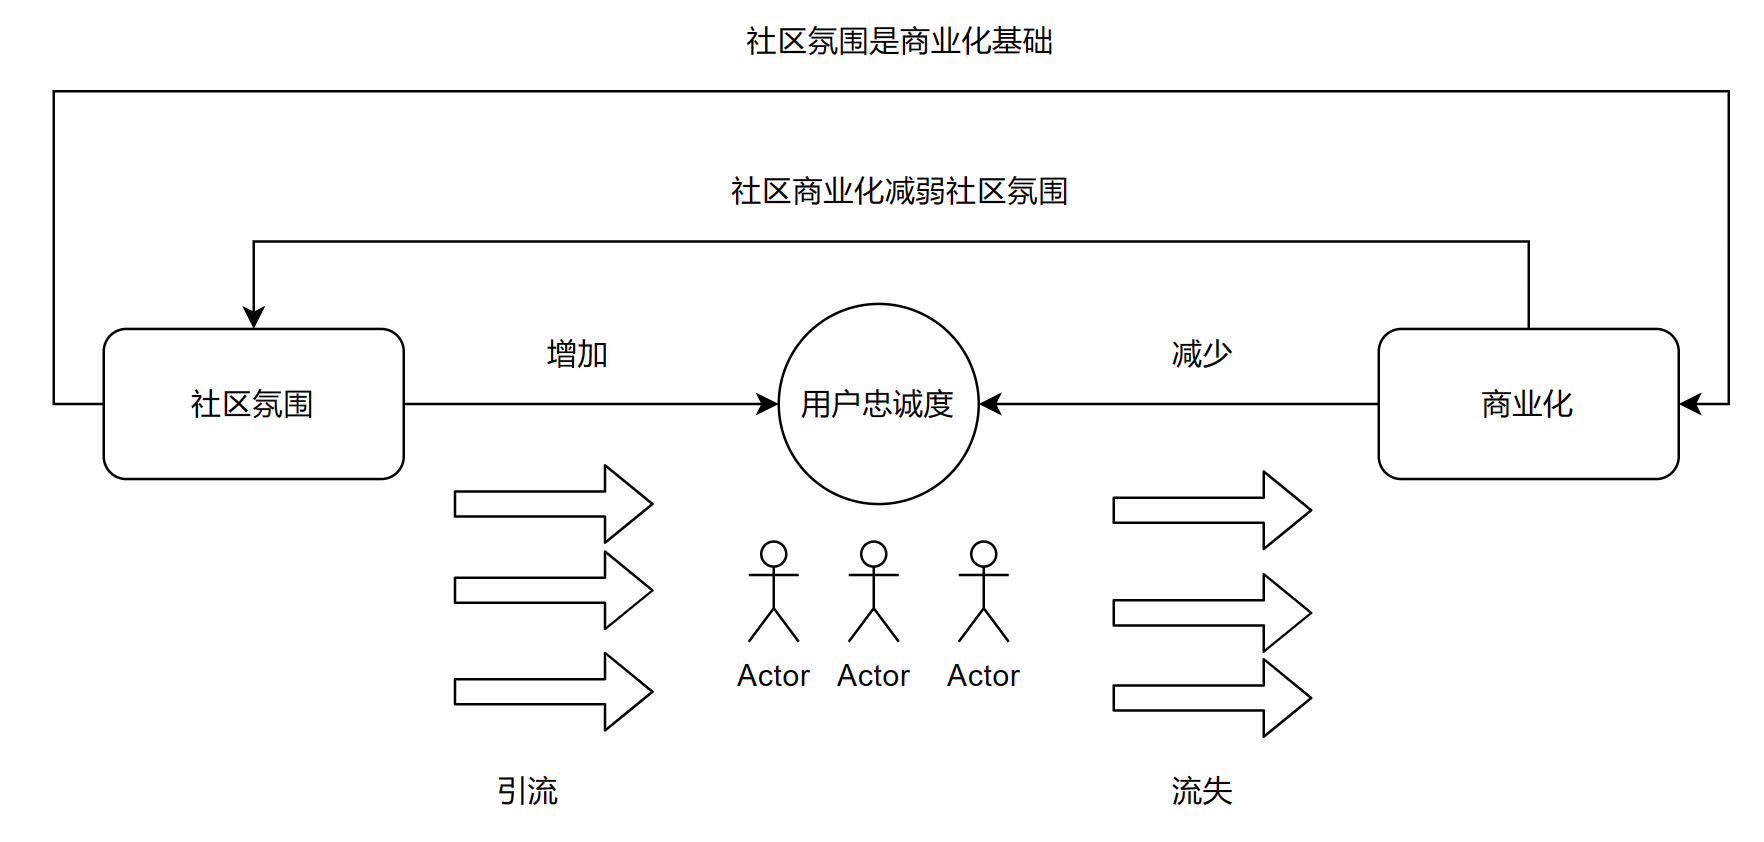 社区氛围是商业化基础
社区商业化减弱社区氛围
增加
减少
社区氛围
用户忠诚度
商业化
Actor
Actor
Actor
引流
流失